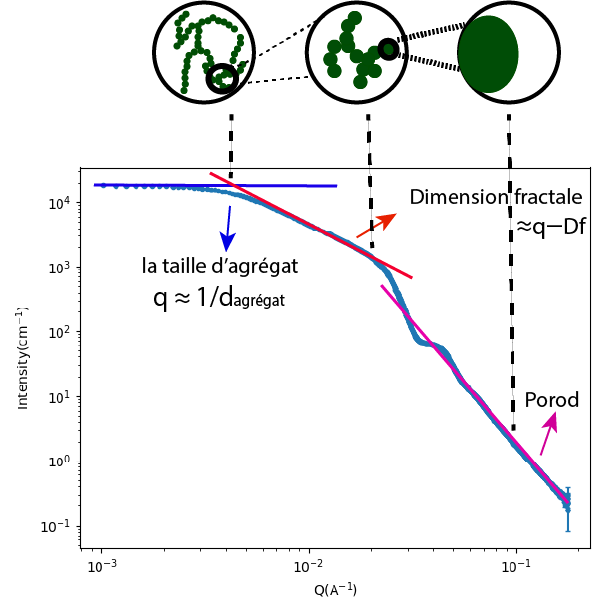 Dimension fractale
≈q−Df
la taille d’agrégat
q ≈ 1/dagrégat
Porod
Intensity(cm⁻¹)
10⁴
10³
10²
10¹
10⁰
10⁻¹
10⁻³ 10⁻² 10⁻¹
Q(A⁻¹)